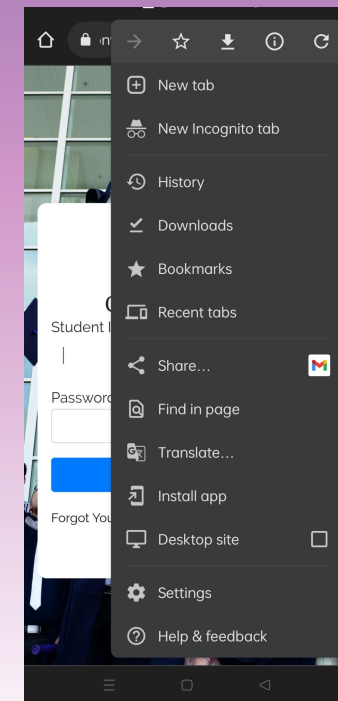 New tab
New Incognito tab
History
Downloads
Bookmarks
Recent tabs
Share...
Find in page
Translate...
Install app
Desktop site
Settings
Help & feedback
Student I
Password
Forgot You